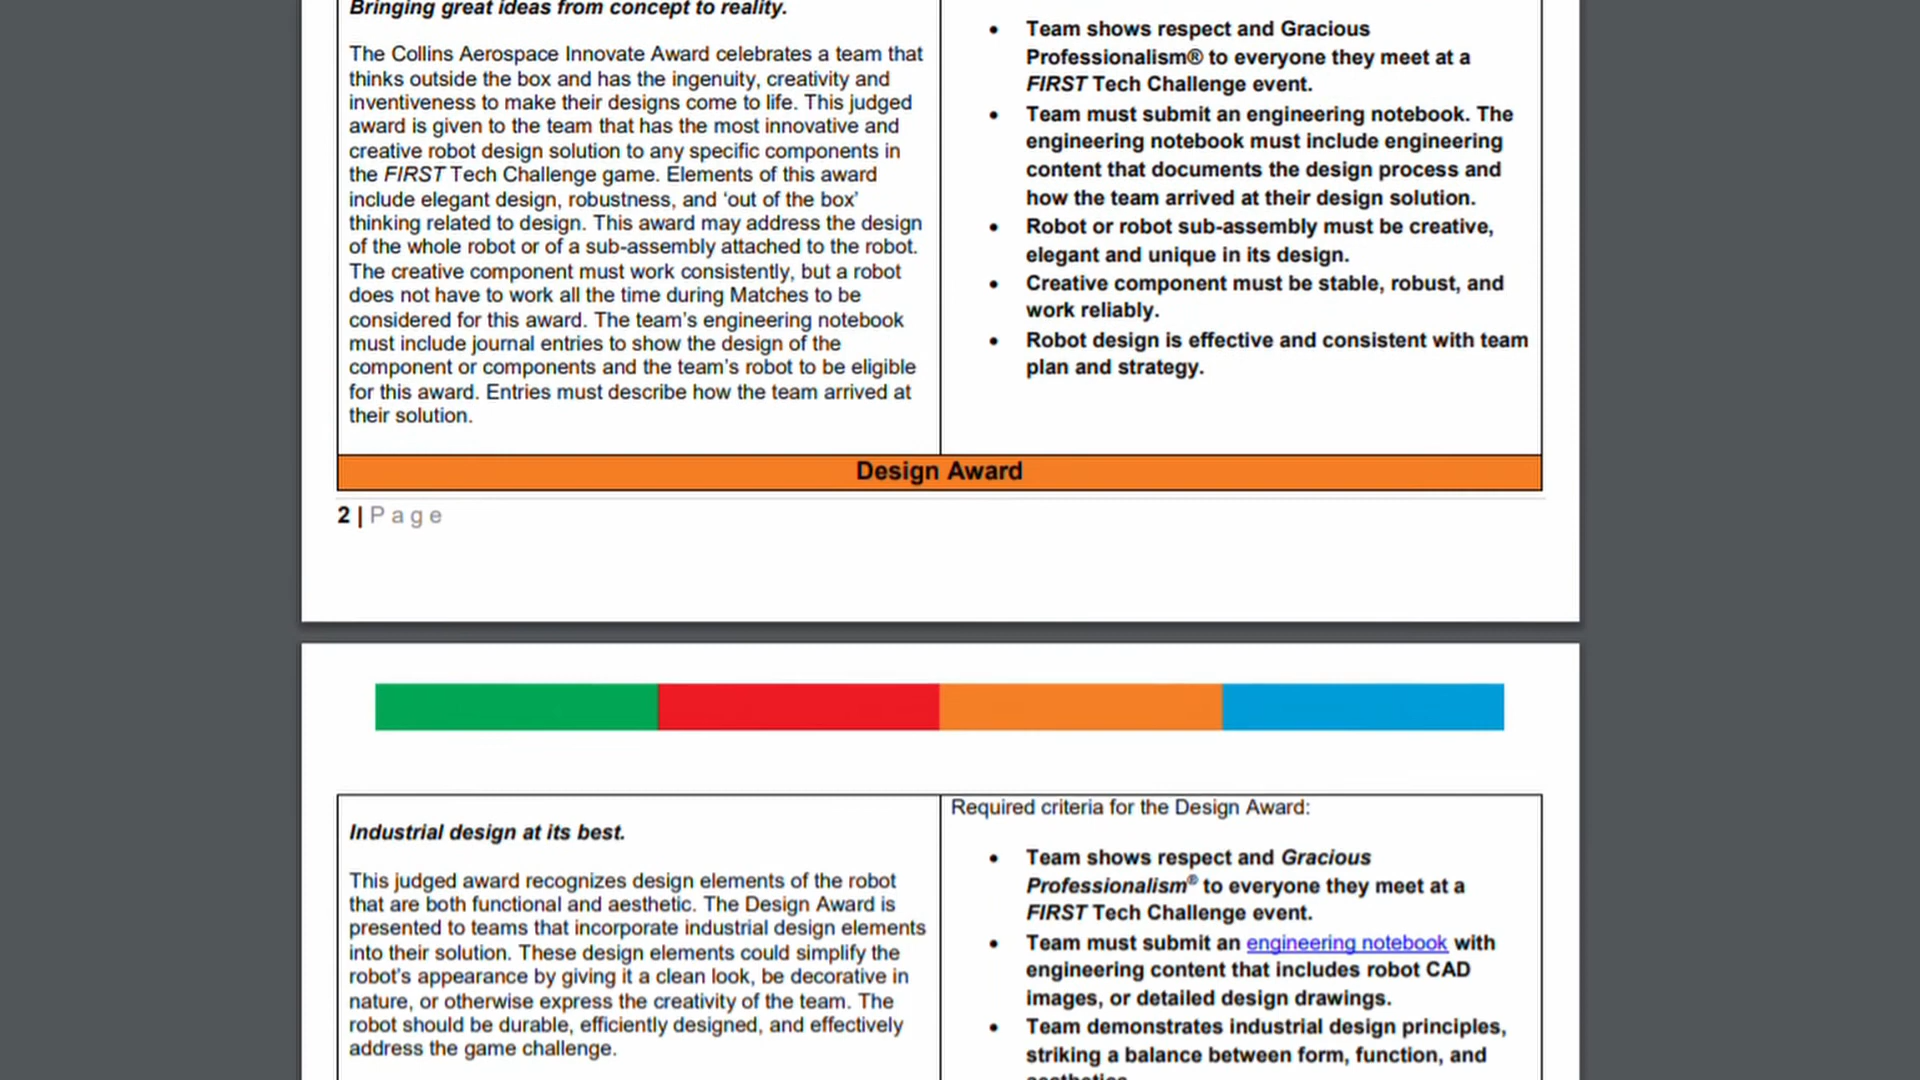 Bringing great ideas from concept to reality.
The Collins Aerospace Innovate Award celebrates a team that
thinks outside the box and has the ingenuity, creativity and
inventiveness to make their designs come to life. This judged
award is given to the team that has the most innovative and
creative robot design solution to any specific components in
the FIRST Tech Challenge game. Elements of this award
include elegant design, robustness, and ‘out of the box’
thinking related to design. This award may address the design
of the whole robot or of a sub-assembly attached to the robot.
The creative component must work consistently, but a robot
does not have to work all the time during Matches to be
considered for this award. The team’s engineering notebook
must include journal entries to show the design of the
component or components and the team’s robot to be eligible
for this award. Entries must describe how the team arrived at
their solution.
• Team shows respect and Gracious
Professionalism® to everyone they meet at a
FIRST Tech Challenge event.
• Team must submit an engineering notebook. The
engineering notebook must include engineering
content that documents the design process and
how the team arrived at their design solution.
• Robot or robot sub-assembly must be creative,
elegant and unique in its design.
• Creative component must be stable, robust, and
work reliably.
• Robot design is effective and consistent with team
plan and strategy.
Design Award
2 | Page
Industrial design at its best.
This judged award recognizes design elements of the robot
that are both functional and aesthetic. The Design Award is
presented to teams that incorporate industrial design elements
into their solution. These design elements could simplify the
robot’s appearance by giving it a clean look, be decorative in
nature, or otherwise express the creativity of the team. The
robot should be durable, efficiently designed, and effectively
address the game challenge.
Required criteria for the Design Award:
• Team shows respect and Gracious
Professionalism® to everyone they meet at a
FIRST Tech Challenge event.
• Team must submit an engineering notebook with
engineering content that includes robot CAD
images, or detailed design drawings.
• Team demonstrates industrial design principles,
striking a balance between form, function, and